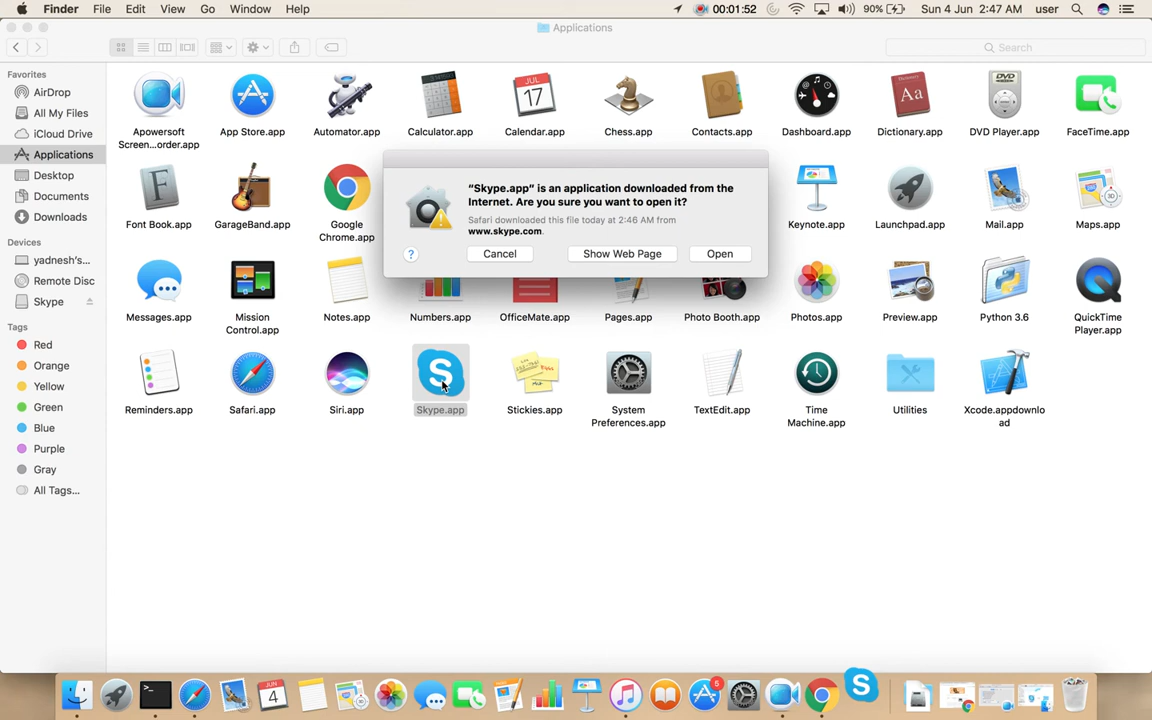 Finder File Edit View Go Window Help 00:01:52 90% Sun 4 Jun 2:47 AM user
Applications
Search
Favorites
AirDrop
All My Files
iCloud Drive
Applications
Desktop
Documents
Downloads
Devices
yadnesh's...
Remote Disc
Skype
Tags
Red
Orange
Yellow
Green
Blue
Purple
Gray
All Tags...
JUL
17
Aa
Dictionary
DVD
Apowersoft
Screen...order.app
App Store.app
Automator.app
Calculator.app
Calendar.app
Chess.app
Contacts.app
Dashboard.app
Dictionary.app
DVD Player.app
FaceTime.app
"Skype.app" is an application downloaded from the
Internet. Are you sure you want to open it?
Safari downloaded this file today at 2:46 AM from
www.skype.com.
?
Cancel
Show Web Page
Open
Font Book.app
GarageBand.app
Google
Chrome.app
Keynote.app
Launchpad.app
Mail.app
Maps.app
Messages.app
Mission
Control.app
Notes.app
Numbers.app
OfficeMate.app
Pages.app
Photo Booth.app
Photos.app
Preview.app
Python 3.6
QuickTime
Player.app
Reminders.app
Safari.app
Siri.app
Skype.app
Stickies.app
System
Preferences.app
TextEdit.app
Time
Machine.app
Utilities
Xcode.appdownlo
ad
4
5